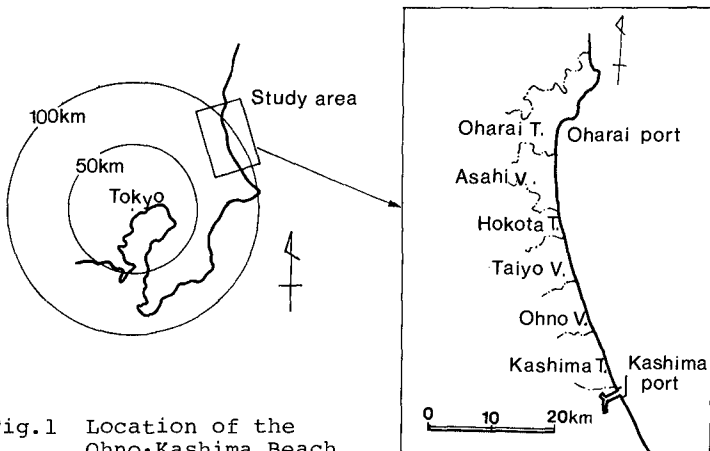 100km
Study area
50km
Tokyo
Oharai T.
Oharai port
Asahi V.
Hokota T.
Taiyo V.
Ohno V.
Kashima T.
Kashima
port
0 10 20km
ig.1 Location of the
Ohno·Kashima Beach